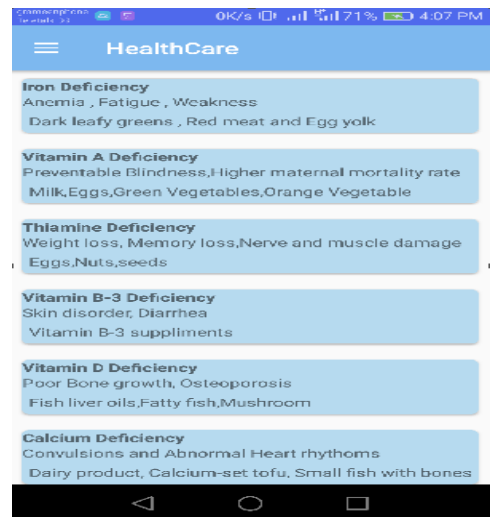 0K/s 71% 4:07 PM
HealthCare
Iron Deficiency
Anemia , Fatigue , Weakness
Dark leafy greens , Red meat and Egg yolk
Vitamin A Deficiency
Preventable Blindness,Higher maternal mortality rate
Milk,Eggs,Green Vegetables,Orange Vegetable
Thiamine Deficiency
Weight loss, Memory loss,Nerve and muscle damage
Eggs,Nuts,seeds
Vitamin B-3 Deficiency
Skin disorder, Diarrhea
Vitamin B-3 suppliments
Vitamin D Deficiency
Poor Bone growth, Osteoporosis
Fish liver oils,Fatty fish,Mushroom
Calcium Deficiency
Convulsions and Abnormal Heart rhythoms
Dairy product, Calcium-set tofu, Small fish with bones